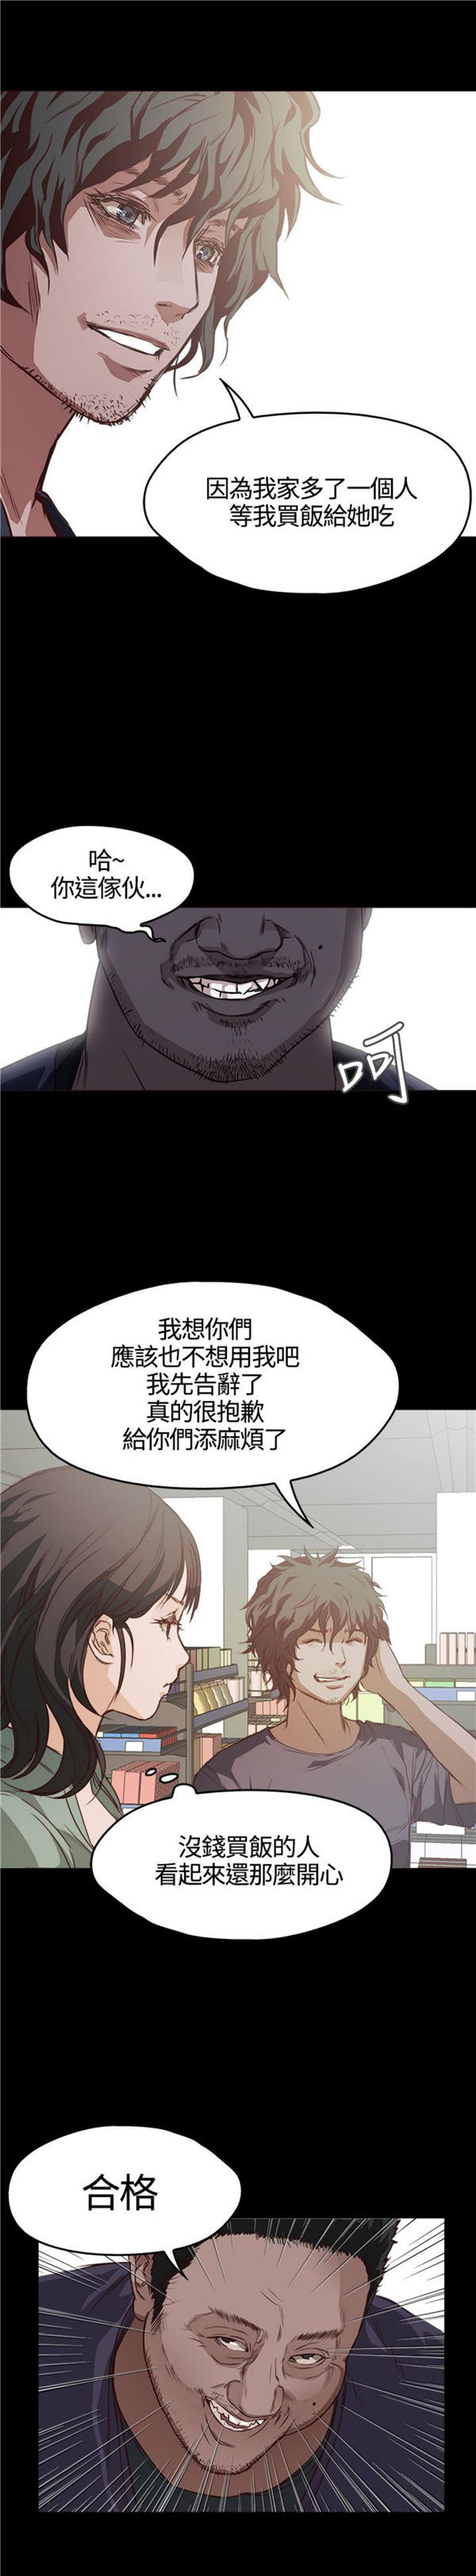 因為我家多了一個人
等我買飯給她吃
哈~
你這傢伙...
呵
我想你們
應該也不想用我吧
我先告辭了
真的很抱歉
給你們添麻煩了
沒錢買飯的人
看起來還那麼開心
合格